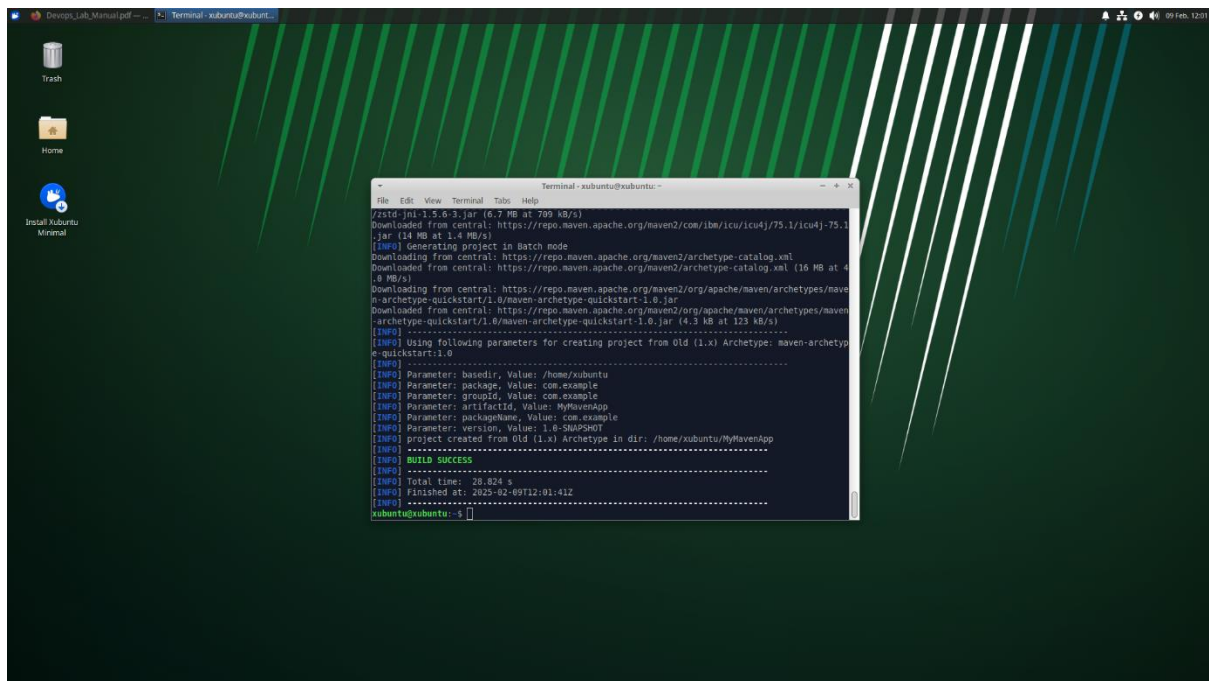 Devops_Lab_Manual.pdf — ...
Terminal - xubuntu@xubunt...
09 Feb, 12:01
Trash
Home
Install Xubuntu
Minimal
Terminal - xubuntu@xubuntu: ~
File Edit View Terminal Tabs Help
/zstd-jni-1.5.6-3.jar (6.7 MB at 709 kB/s)
Downloaded from central: https://repo.maven.apache.org/maven2/com/ibm/icu/icu4j/75.1/icu4j-75.1
.jar (14 MB at 1.4 MB/s)
[INFO] Generating project in Batch mode
Downloading from central: https://repo.maven.apache.org/maven2/archetype-catalog.xml
Downloaded from central: https://repo.maven.apache.org/maven2/archetype-catalog.xml (16 MB at 4
.0 MB/s)
Downloading from central: https://repo.maven.apache.org/maven2/org/apache/maven/archetypes/mave
n-archetype-quickstart/1.0/maven-archetype-quickstart-1.0.jar
Downloaded from central: https://repo.maven.apache.org/maven2/org/apache/maven/archetypes/maven
-archetype-quickstart/1.0/maven-archetype-quickstart-1.0.jar (4.3 kB at 123 kB/s)
[INFO] ----------------------------------------------------------------------------
[INFO] Using following parameters for creating project from Old (1.x) Archetype: maven-archetyp
e-quickstart:1.0
[INFO] ----------------------------------------------------------------------------
[INFO] Parameter: basedir, Value: /home/xubuntu
[INFO] Parameter: package, Value: com.example
[INFO] Parameter: groupId, Value: com.example
[INFO] Parameter: artifactId, Value: MyMavenApp
[INFO] Parameter: packageName, Value: com.example
[INFO] Parameter: version, Value: 1.0-SNAPSHOT
[INFO] project created from Old (1.x) Archetype in dir: /home/xubuntu/MyMavenApp
[INFO] ------------------------------------------------------------------------
[INFO] BUILD SUCCESS
[INFO] ------------------------------------------------------------------------
[INFO] Total time:  28.824 s
[INFO] Finished at: 2025-02-09T12:01:41Z
[INFO] ------------------------------------------------------------------------
xubuntu@xubuntu:~$